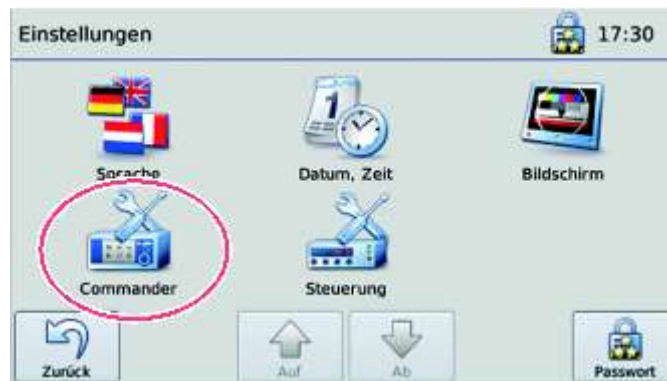 Einstellungen 17:30
Sprache Datum, Zeit Bildschirm
Commander Steuerung
Zurück Auf Ab Passwort